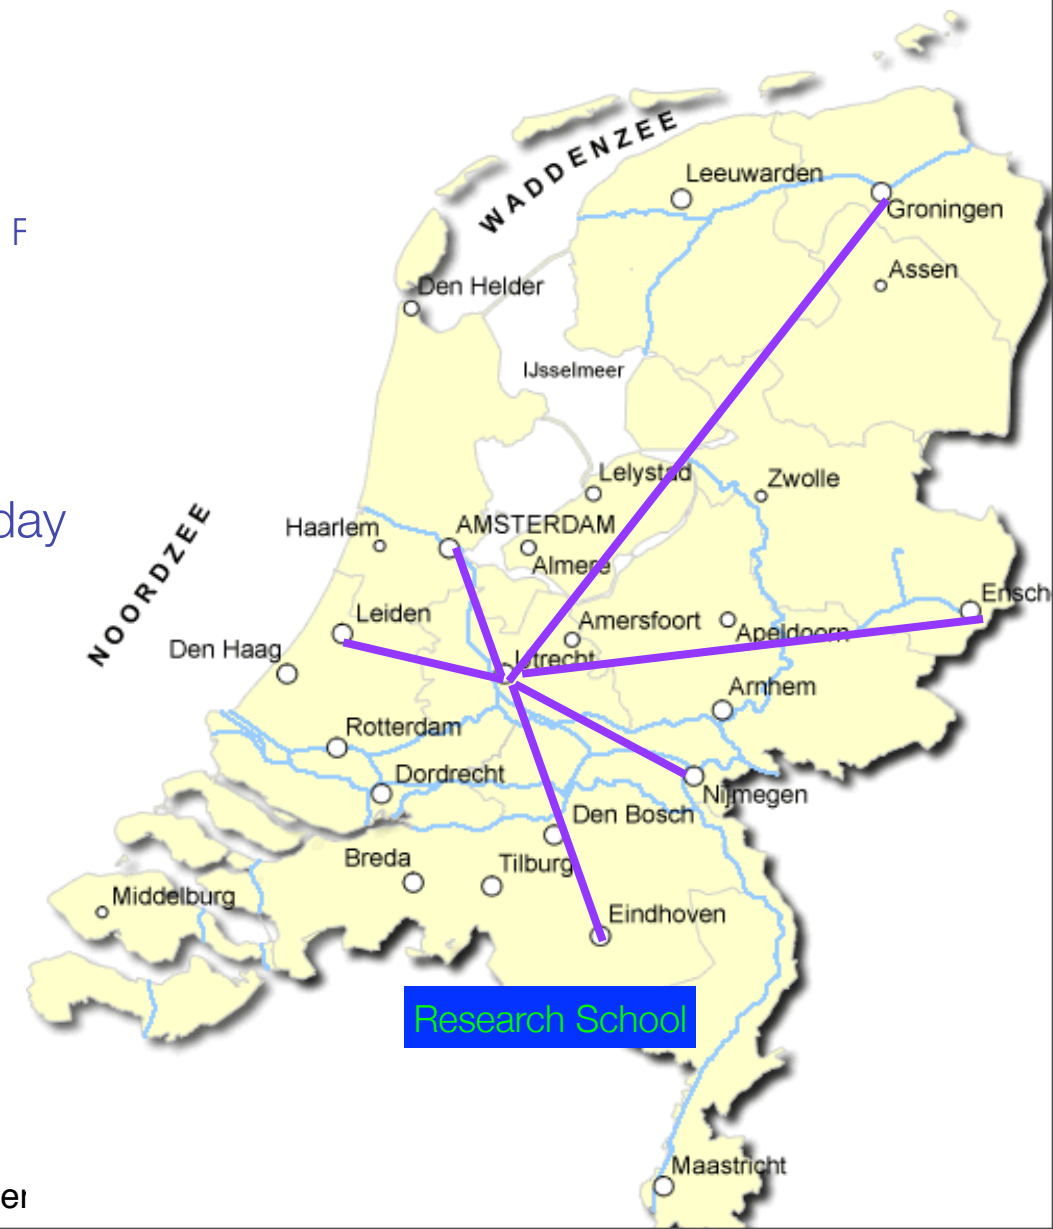 WADDENZEE
Leeuwarden
Groningen
F
Assen
Den Helder
IJsselmeer
Lelystad
Zwolle
day
NOORDZEE
Haarlem
AMSTERDAM
Almere
Ensch
Leiden
Amersfoort
Apeldoorn
Den Haag
Utrecht
Arnhem
Rotterdam
Dordrecht
Nijmegen
Den Bosch
Breda
Tilburg
Middelburg
Eindhoven
Research School
Maastricht
er